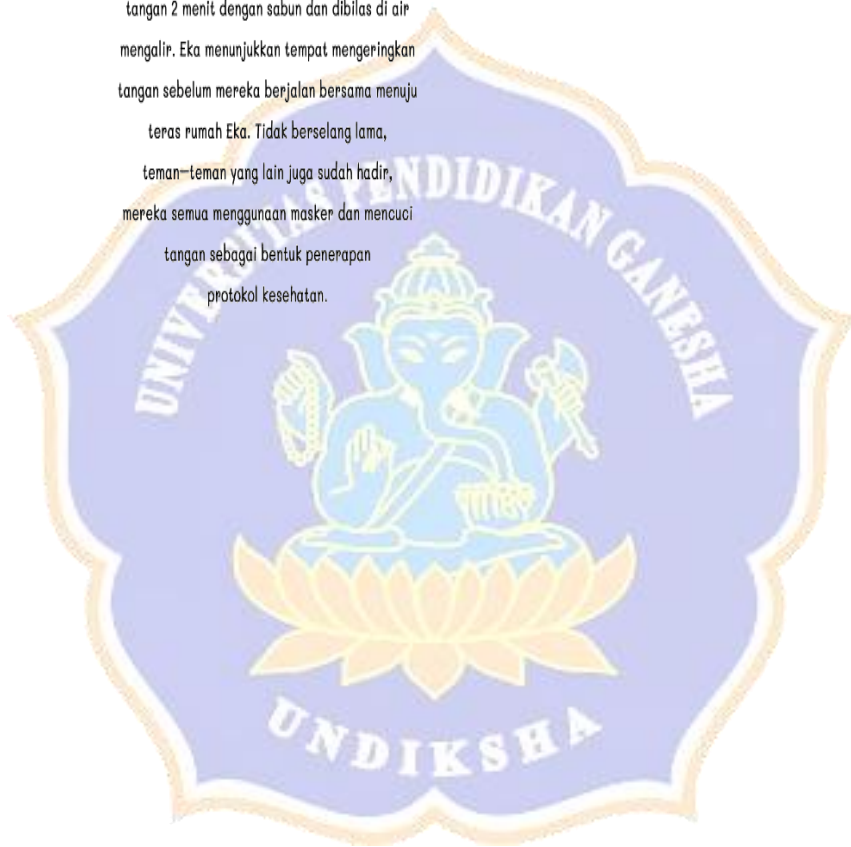 tangan 2 menit dengan sabun dan dibilas di air
mengalir. Eka menunjukkan tempat mengeringkan
tangan sebelum mereka berjalan bersama menuju
teras rumah Eka. Tidak berselang lama,
teman-teman yang lain juga sudah hadir,
mereka semua menggunaan masker dan mencuci
tangan sebagai bentuk penerapan
protokol kesehatan.
UNIVERSITAS PENDIDIKAN GANESHA
UNDIKSHA